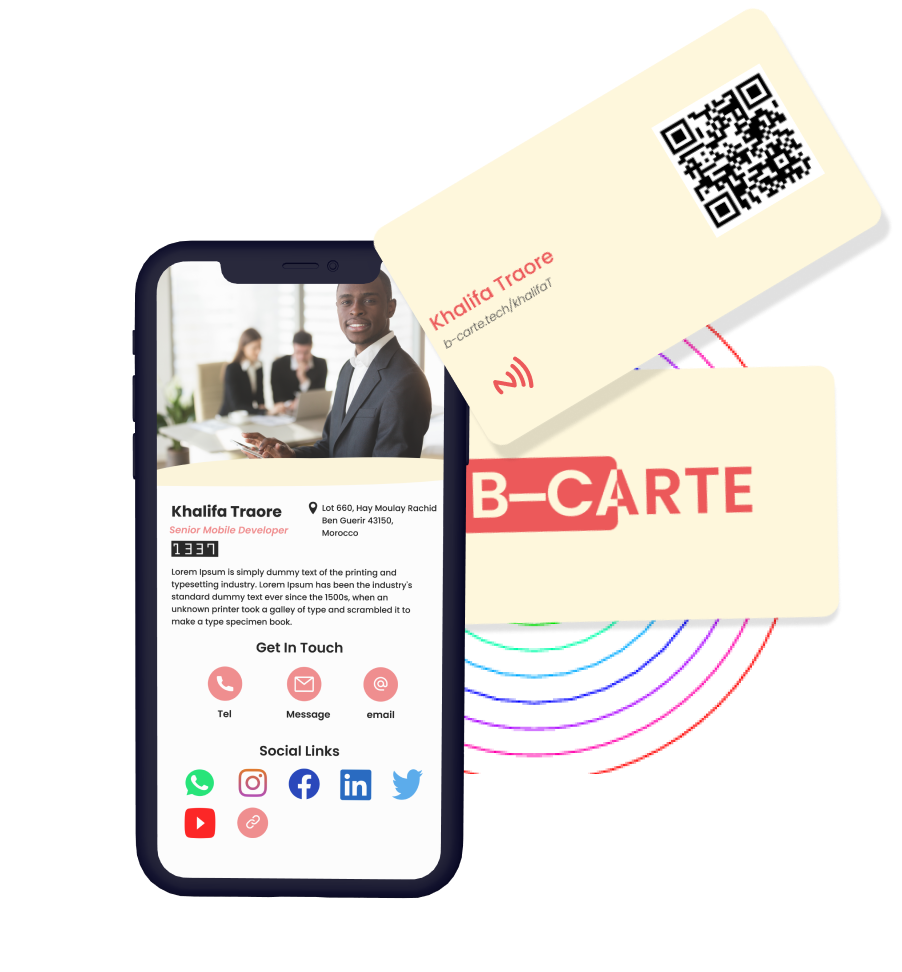 Khalifa Traore
b-carte.tech/khalifaT
B–CARTE
Khalifa Traore
Senior Mobile Developer
1337
Lot 660, Hay Moulay Rachid
Ben Guerir 43150,
Morocco
Lorem Ipsum is simply dummy text of the printing and
typesetting industry. Lorem Ipsum has been the industry's
standard dummy text ever since the 1500s, when an
unknown printer took a galley of type and scrambled it to
make a type specimen book.
Get In Touch
Tel
Message
email
Social Links
in